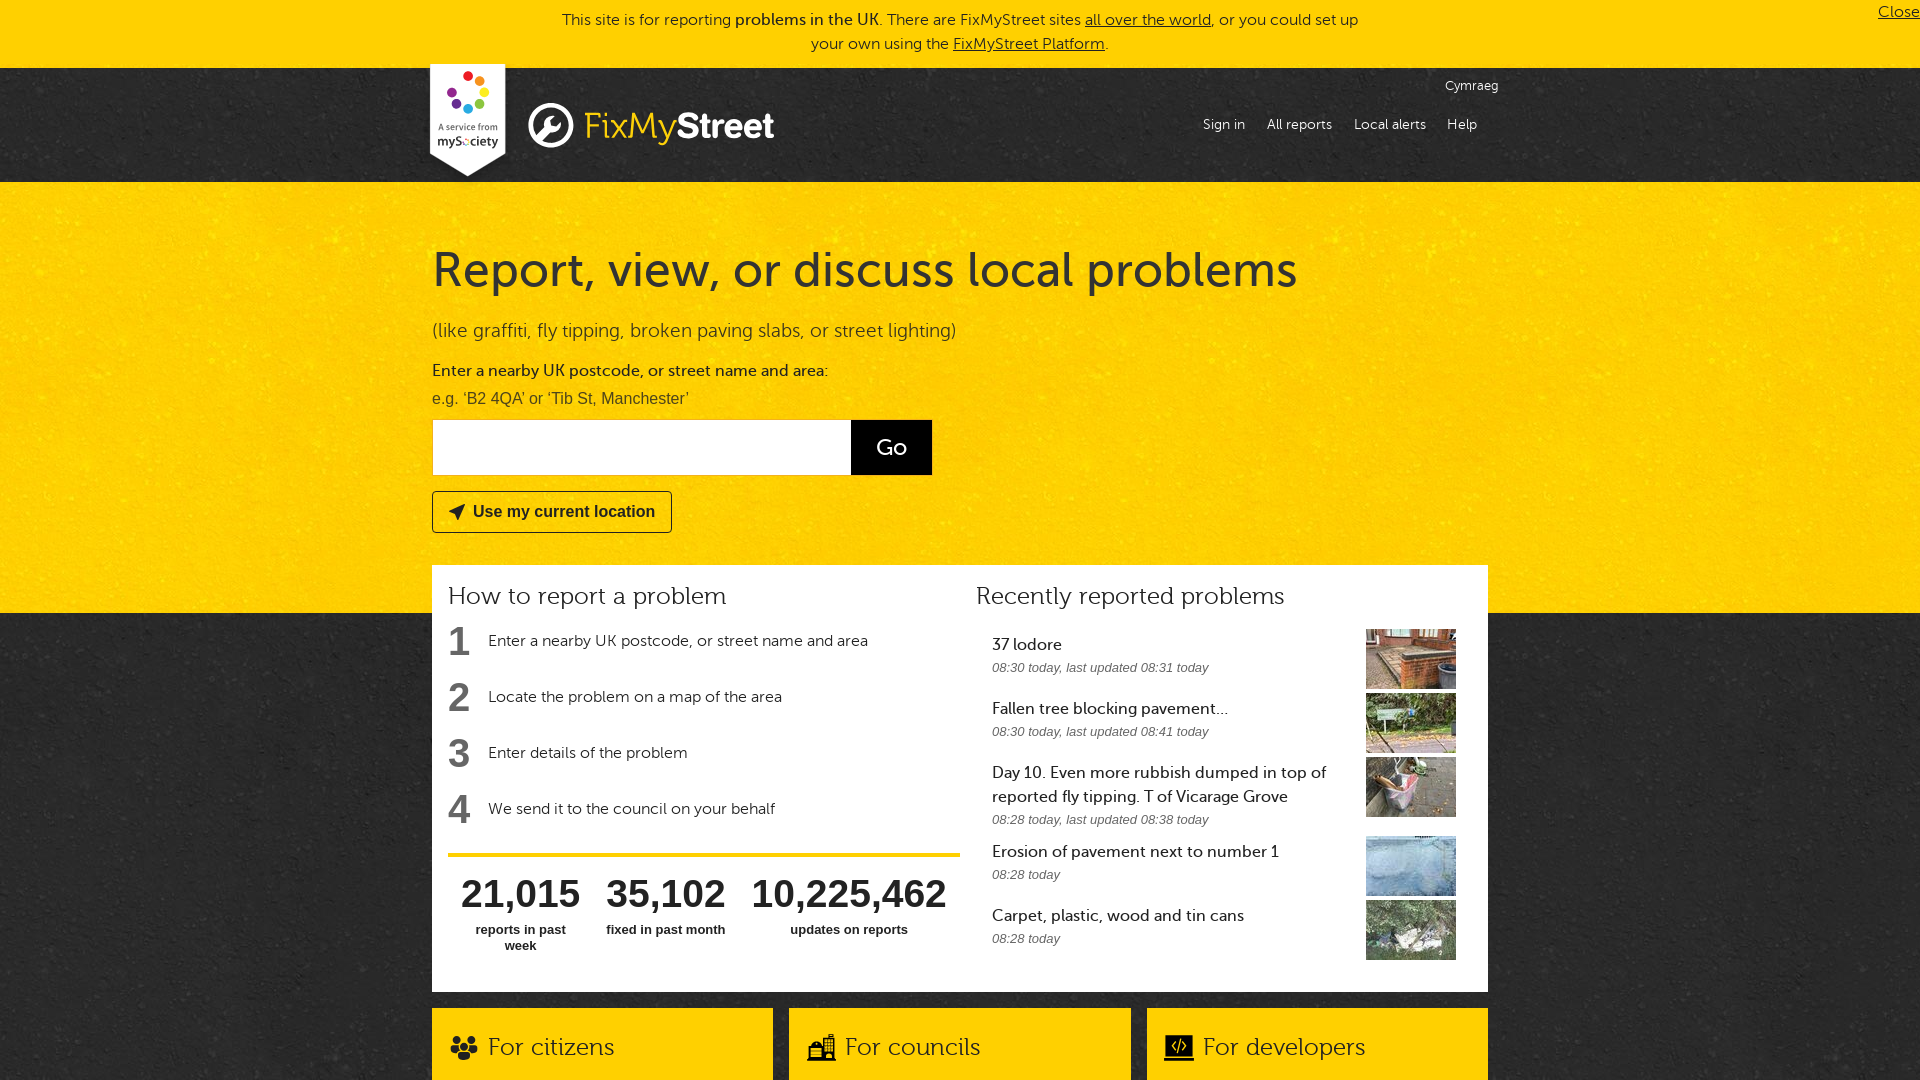 This site is for reporting problems in the UK. There are FixMyStreet sites all over the world, or you could set up
your own using the FixMyStreet Platform.
Close
A service from
mySociety
FixMyStreet
Cymraeg
Sign in
All reports
Local alerts
Help
Report, view, or discuss local problems
(like graffiti, fly tipping, broken paving slabs, or street lighting)
Enter a nearby UK postcode, or street name and area:
e.g. ‘B2 4QA’ or ‘Tib St, Manchester’
Go
Use my current location
How to report a problem
1 Enter a nearby UK postcode, or street name and area
2 Locate the problem on a map of the area
3 Enter details of the problem
4 We send it to the council on your behalf
21,015
reports in past
week
35,102
fixed in past month
10,225,462
updates on reports
Recently reported problems
37 lodore
08:30 today, last updated 08:31 today
Fallen tree blocking pavement...
08:30 today, last updated 08:41 today
Day 10. Even more rubbish dumped in top of
reported fly tipping. T of Vicarage Grove
08:28 today, last updated 08:38 today
Erosion of pavement next to number 1
08:28 today
Carpet, plastic, wood and tin cans
08:28 today
For citizens
For councils
For developers